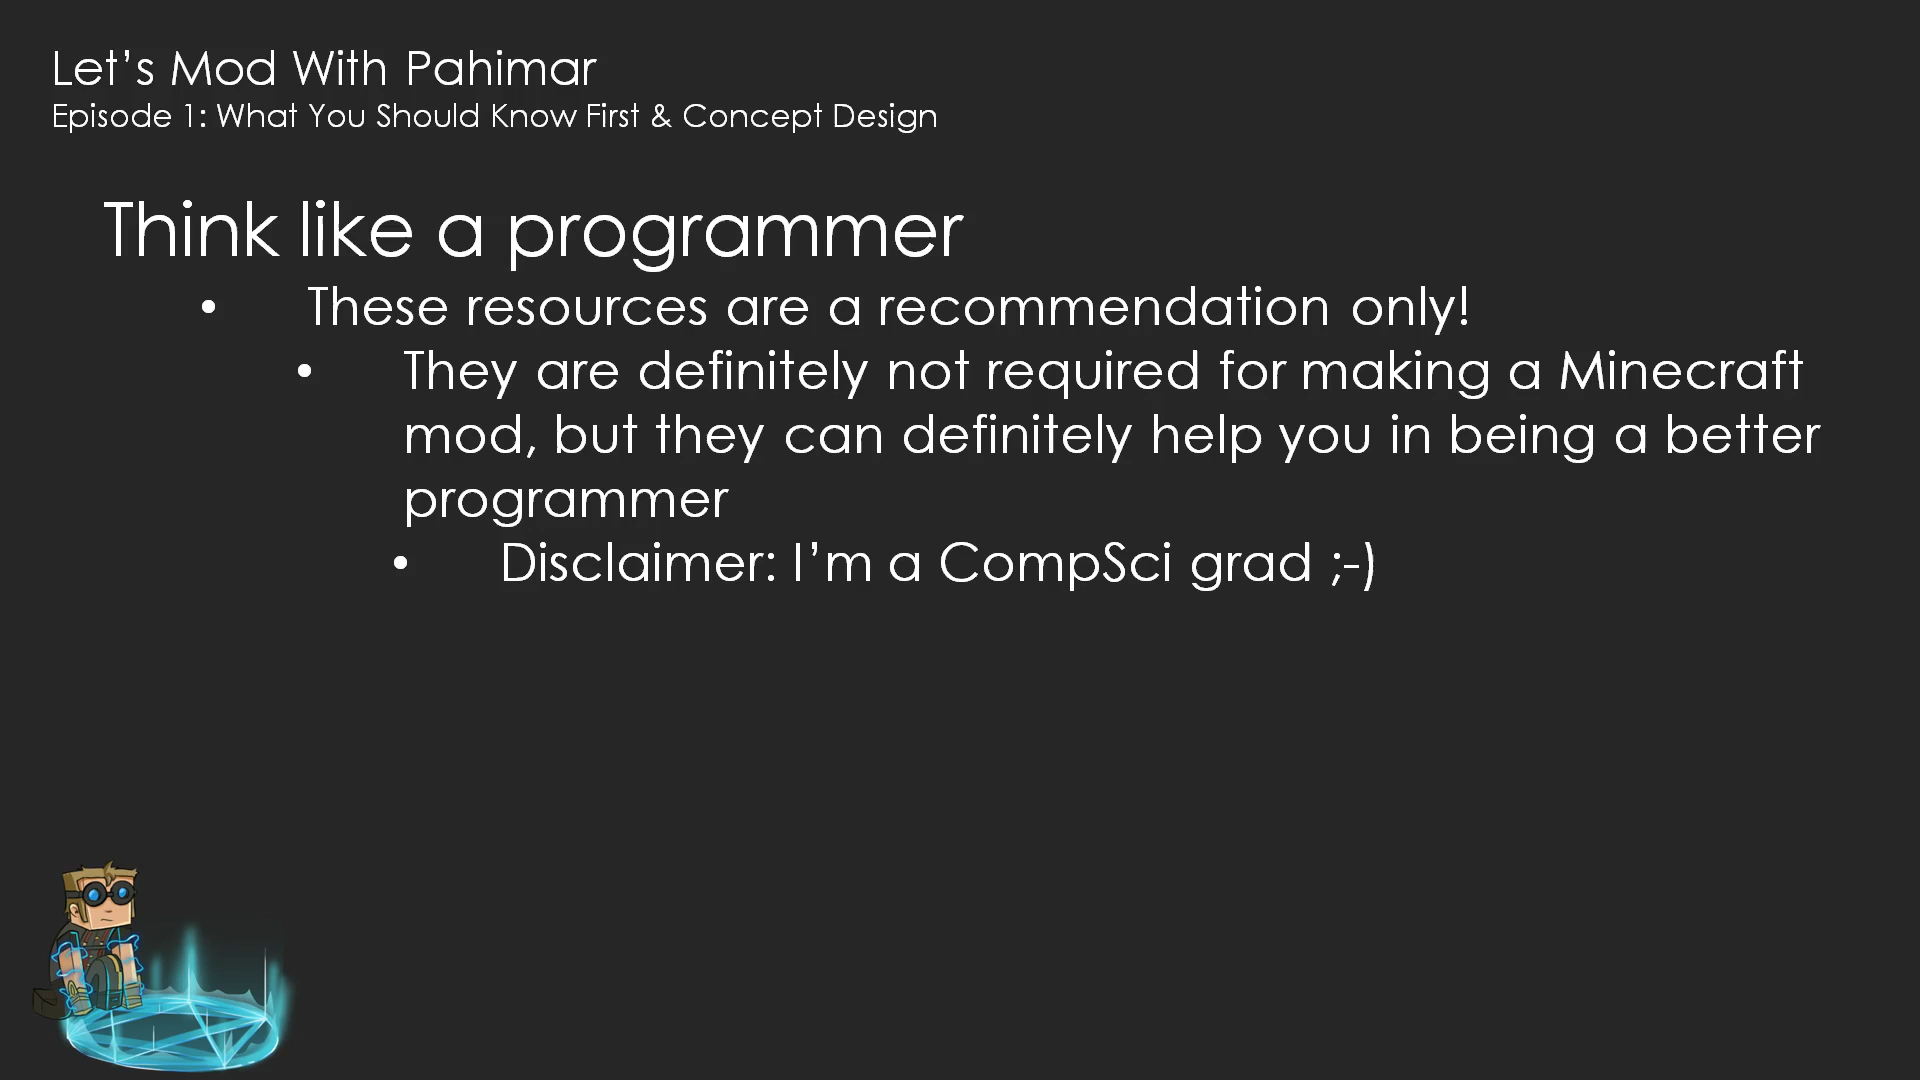 Let’s Mod With Pahimar
Episode 1: What You Should Know First & Concept Design
Think like a programmer
• These resources are a recommendation only!
• They are definitely not required for making a Minecraft
mod, but they can definitely help you in being a better
programmer
• Disclaimer: I’m a CompSci grad ;-)